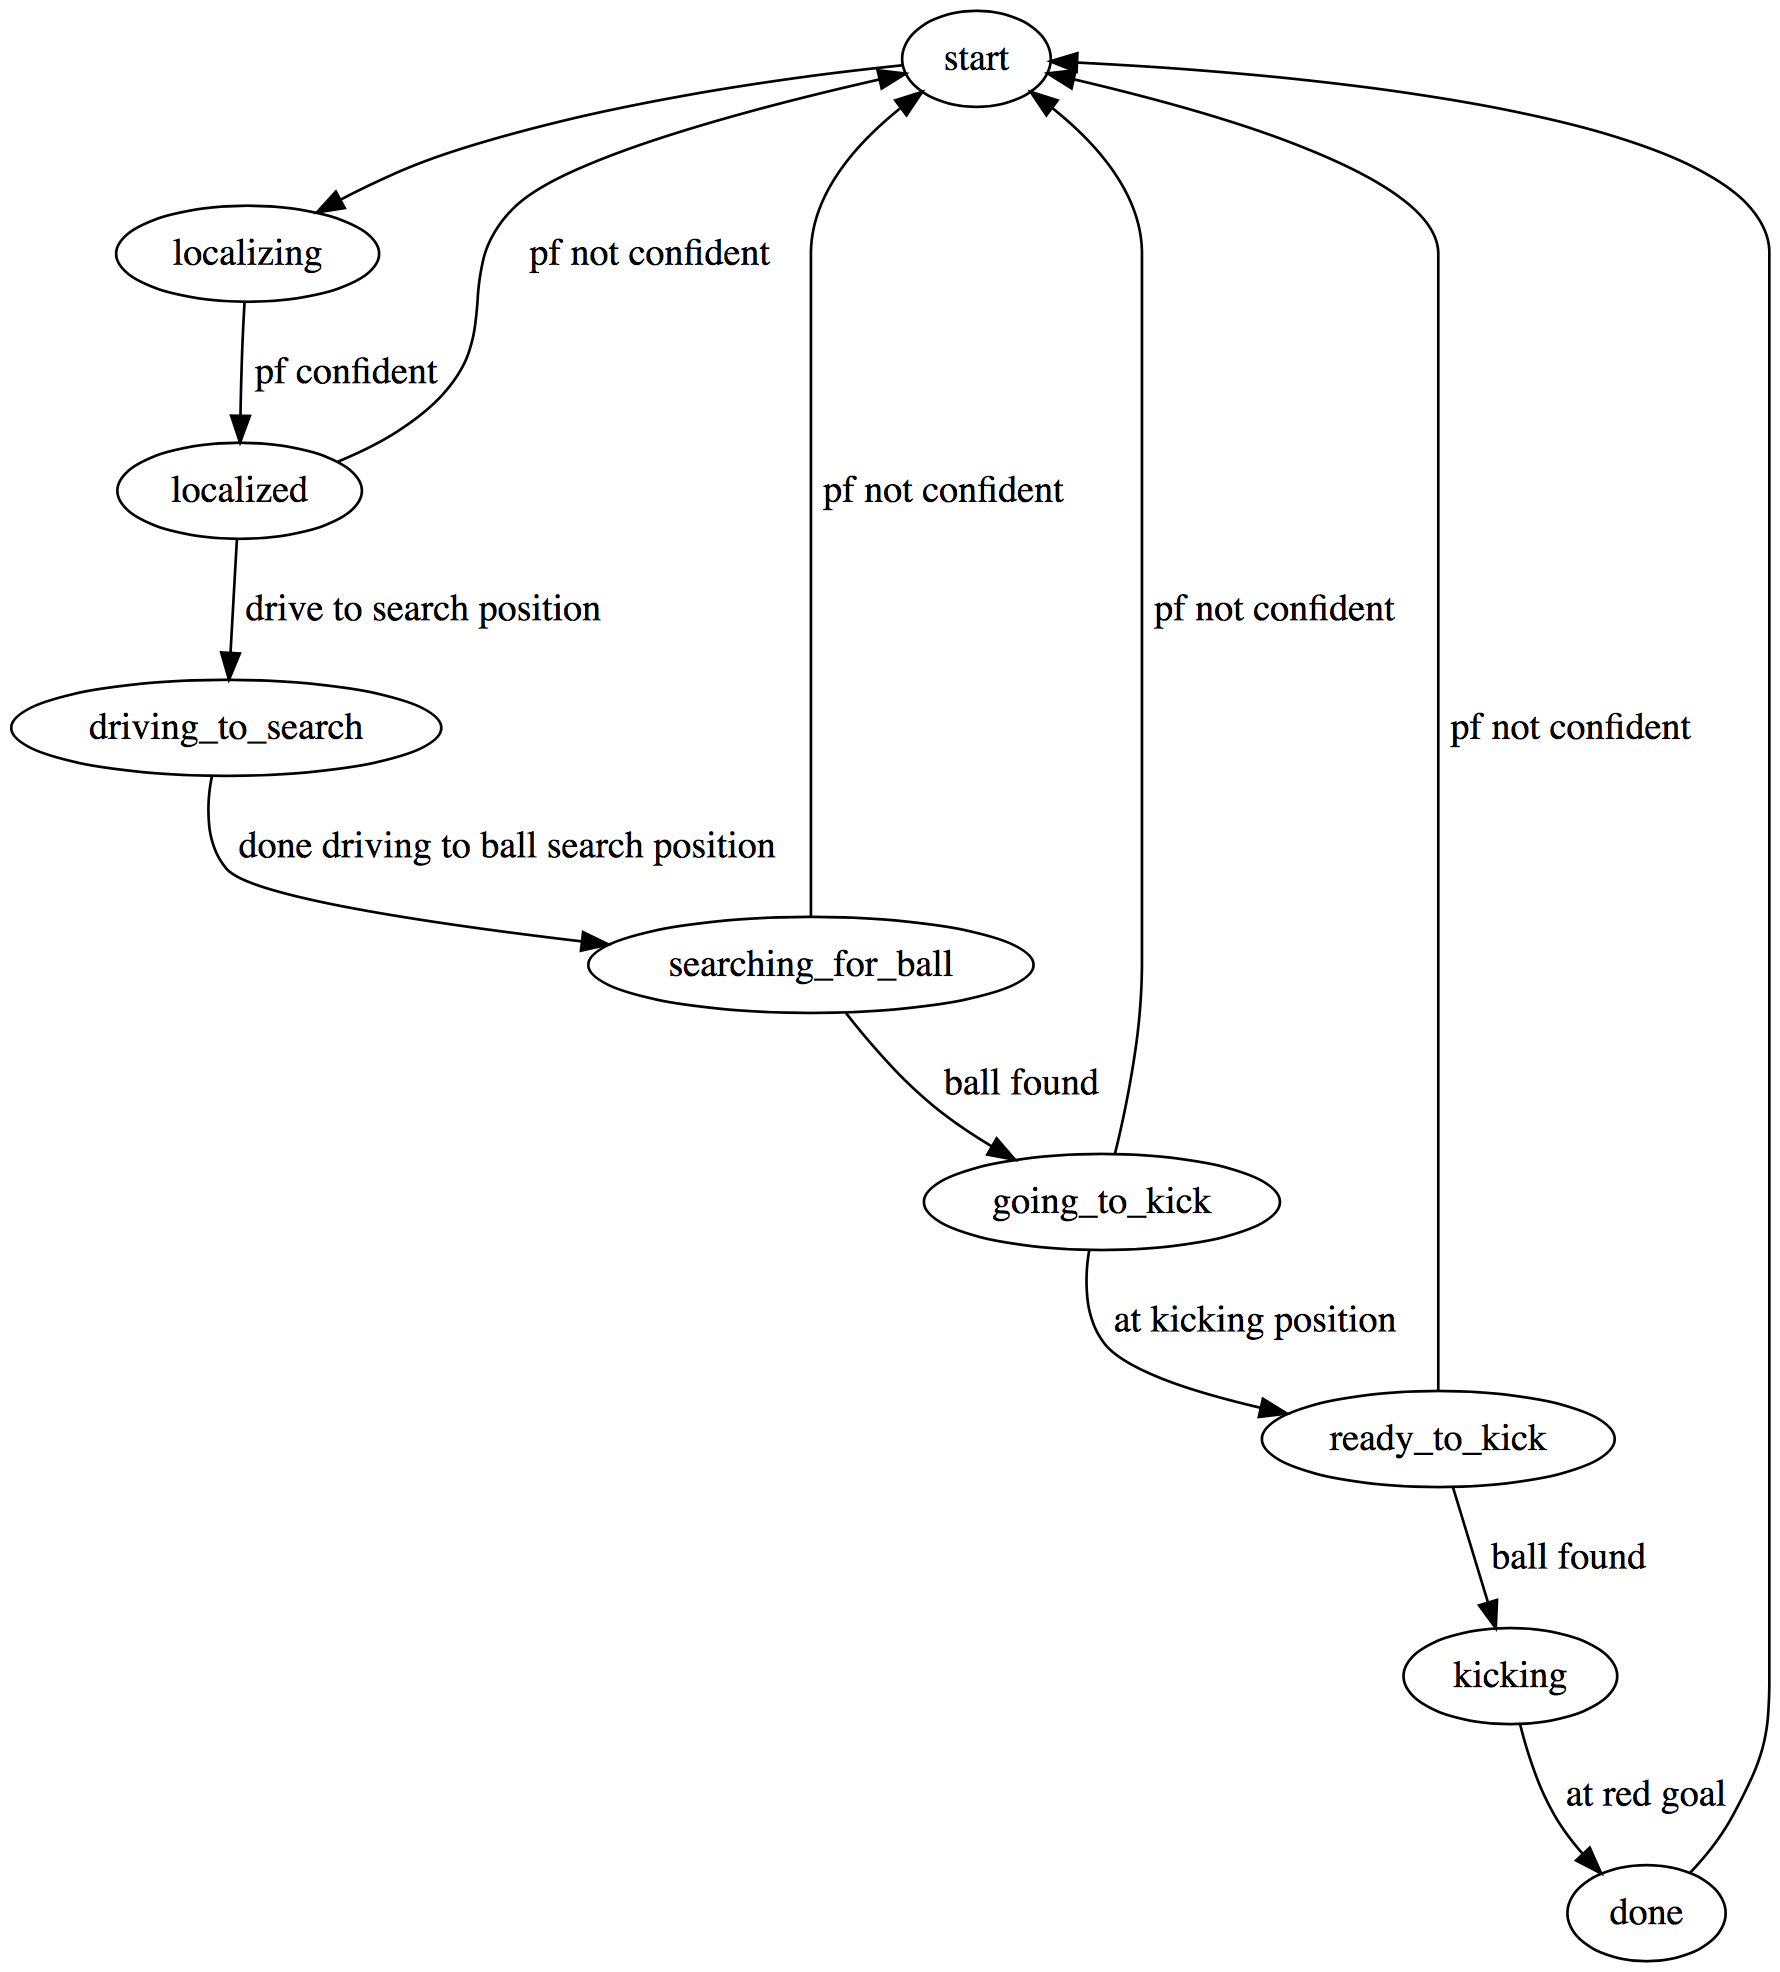 start
localizing
pf not confident
pf confident
localized
pf not confident
drive to search position
pf not confident
driving_to_search
pf not confident
done driving to ball search position
searching_for_ball
ball found
going_to_kick
at kicking position
ready_to_kick
ball found
kicking
at red goal
done